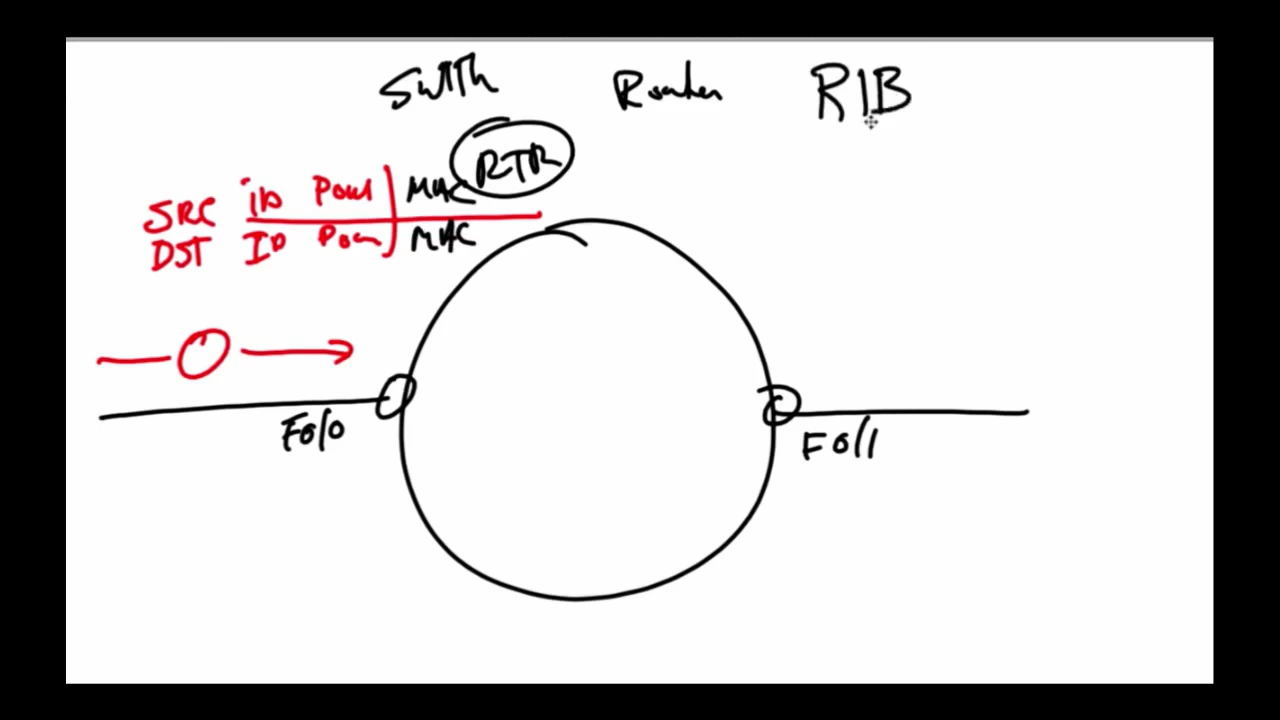 Switch Router RIB
RTR
SRC ip Port MAC
DST IP Port MAC
F0/0
F0/1